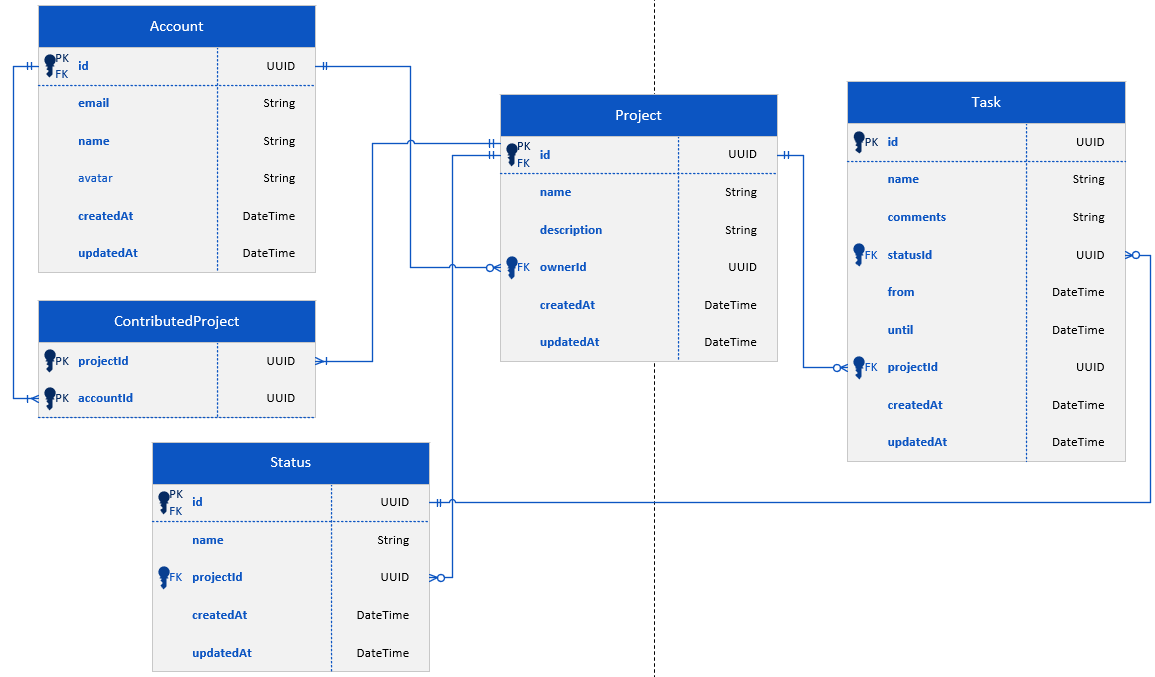 Account
PK
FK id UUID
email String
name String
avatar String
createdAt DateTime
updatedAt DateTime
ContributedProject
PK projectId UUID
PK accountId UUID
Status
PK
FK id UUID
name String
FK projectId UUID
createdAt DateTime
updatedAt DateTime
Project
PK
FK id UUID
name String
description String
FK ownerId UUID
createdAt DateTime
updatedAt DateTime
Task
PK id UUID
name String
comments String
FK statusId UUID
from DateTime
until DateTime
FK projectId UUID
createdAt DateTime
updatedAt DateTime